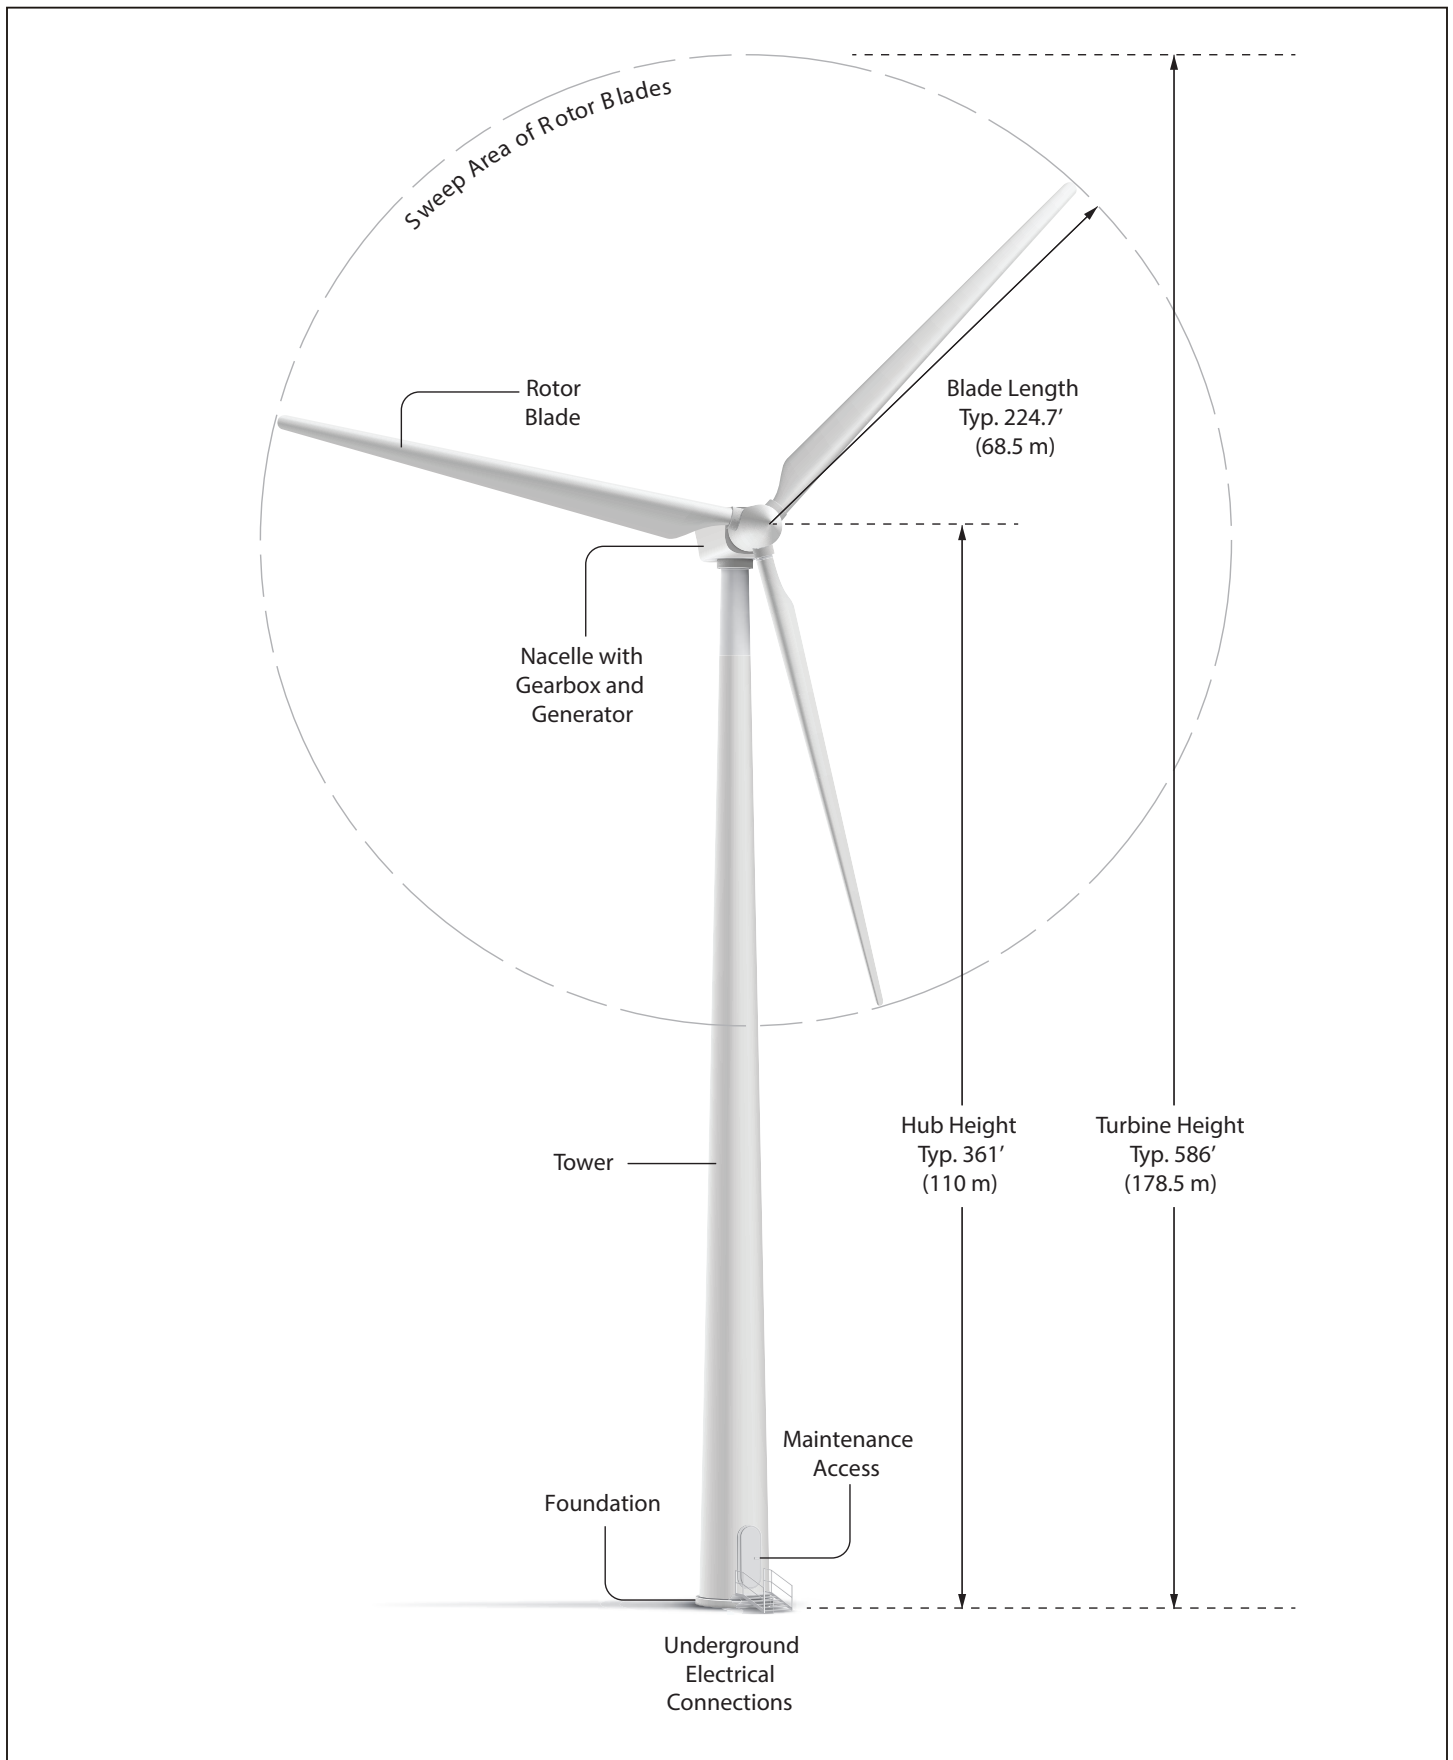 Sweep Area of Rotor Blades
Rotor
Blade
Blade Length
Typ. 224.7’
(68.5 m)
Nacelle with
Gearbox and
Generator
Hub Height
Typ. 361’
(110 m)
Turbine Height
Typ. 586’
(178.5 m)
Tower
Maintenance
Access
Foundation
Underground
Electrical
Connections